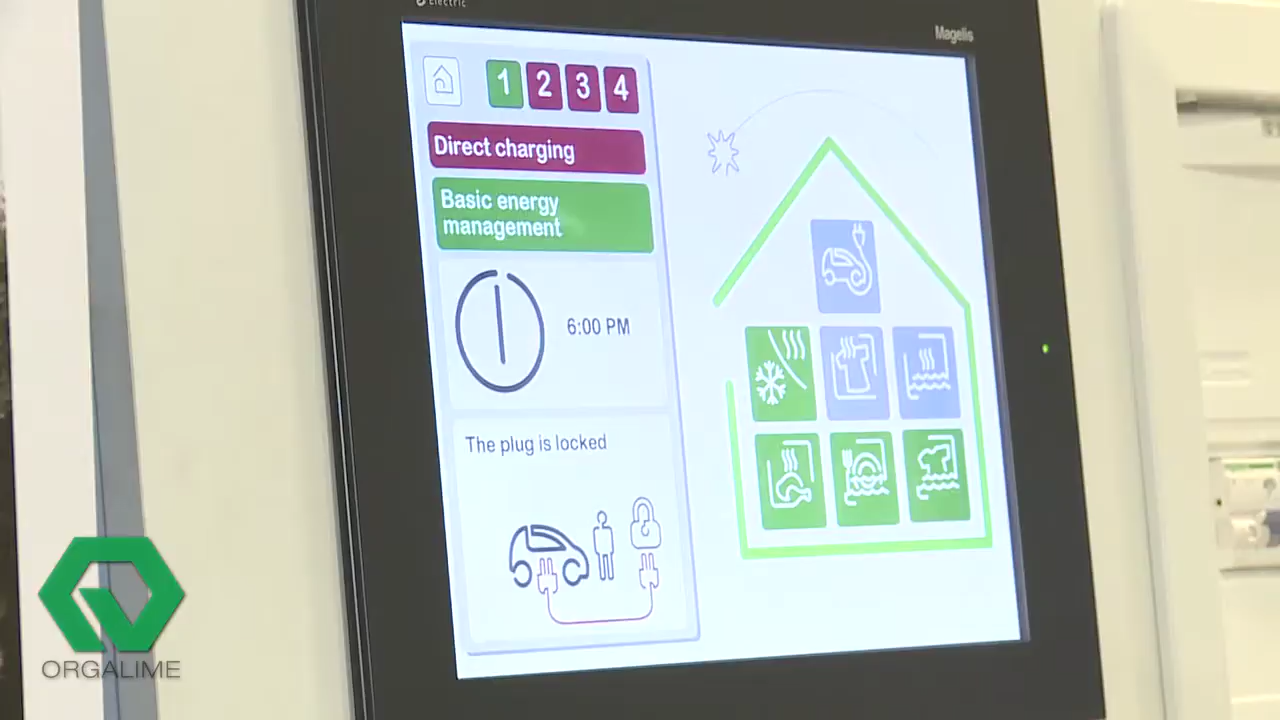 Electric
Magelis
1 2 3 4
Direct charging
Basic energy
management
6:00 PM
The plug is locked
ORGALIME